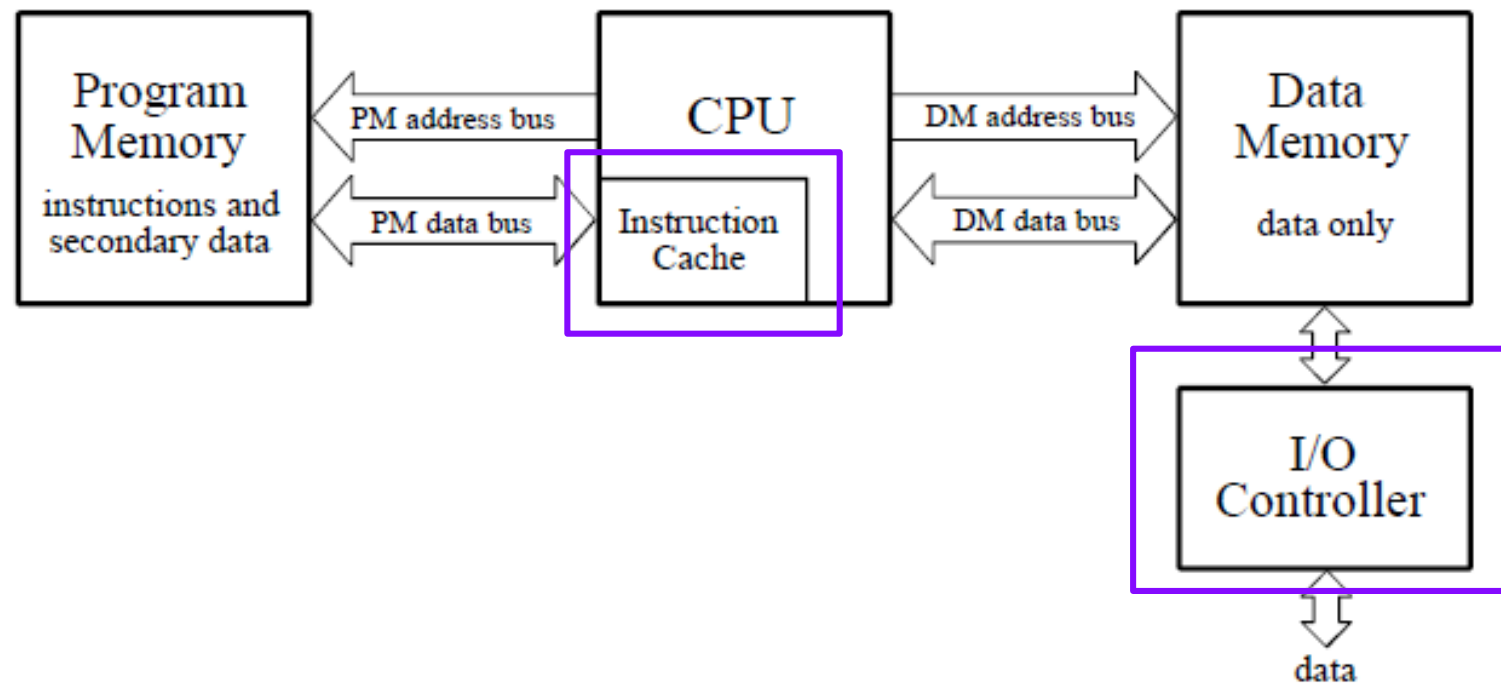 Program
Memory
instructions and
secondary data
PM address bus
PM data bus
CPU
Instruction
Cache
DM address bus
DM data bus
Data
Memory
data only
I/O
Controller
data